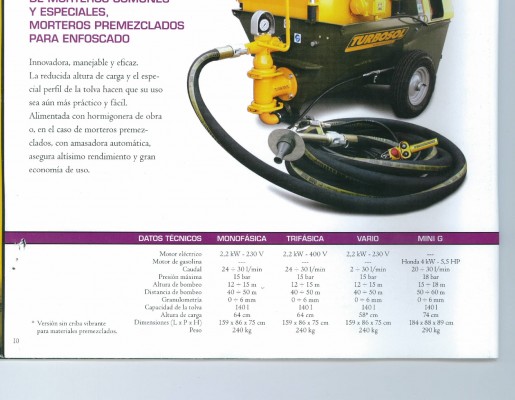 DE MORTEROS COMUNES
Y ESPECIALES,
MORTEROS PREMEZCLADOS
PARA ENFOSCADO
TURBOSOL
Innovadora, manejable y eficaz.
La reducida altura de carga y el espe-
cial perfil de la tolva hacen que su uso
sea aún más práctico y fácil.
Alimentada con hormigonera de obra
o, en el caso de morteros premez-
clados, con amasadora automática,
asegura altísimo rendimiento y gran
economía de uso.
DATOS TÉCNICOS MONOFÁSICA TRIFÁSICA VARIO MINI G
Motor eléctrico 2,2 kW - 230 V 2,2 kW - 400 V 2,2 kW - 230 V —
Motor de gasolina — — — Honda 4 kW - 5,5 HP
Caudal 24 ÷ 30 l/min 24 ÷ 30 l/min 2 ÷ 30 l/min 20 ÷ 30 l/min
Presión máxima 15 bar 15 bar 15 bar 18 bar
Altura de bombeo 12 ÷ 15 m 12 ÷ 15 m 12 ÷ 15 m 15 ÷ 18 m
Distancia de bombeo 40 ÷ 50 m 40 ÷ 50 m 40 ÷ 50 m 50 ÷ 60 m
Granulometría 0 ÷ 6 mm 0 ÷ 6 mm 0 ÷ 6 mm 0 ÷ 6 mm
Capacidad de la tolva 140 l 140 l 140 l 140 l
Altura de carga 64 cm 64 cm 58* cm 74 cm
Dimensiones (L x P x H) 159 x 86 x 75 cm 159 x 86 x 75 cm 159 x 86 x 75 cm 184 x 88 x 89 cm
Peso 240 kg 240 kg 240 kg 290 kg
* Versión sin criba vibrante
para materiales premezclados.
10